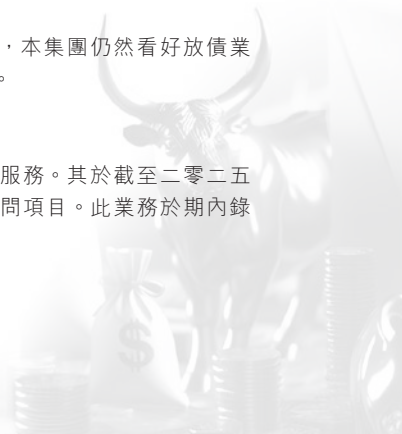 ，本集團仍然看好放債業
。
服務。其於截至二零二五
問項目。此業務於期內錄
$